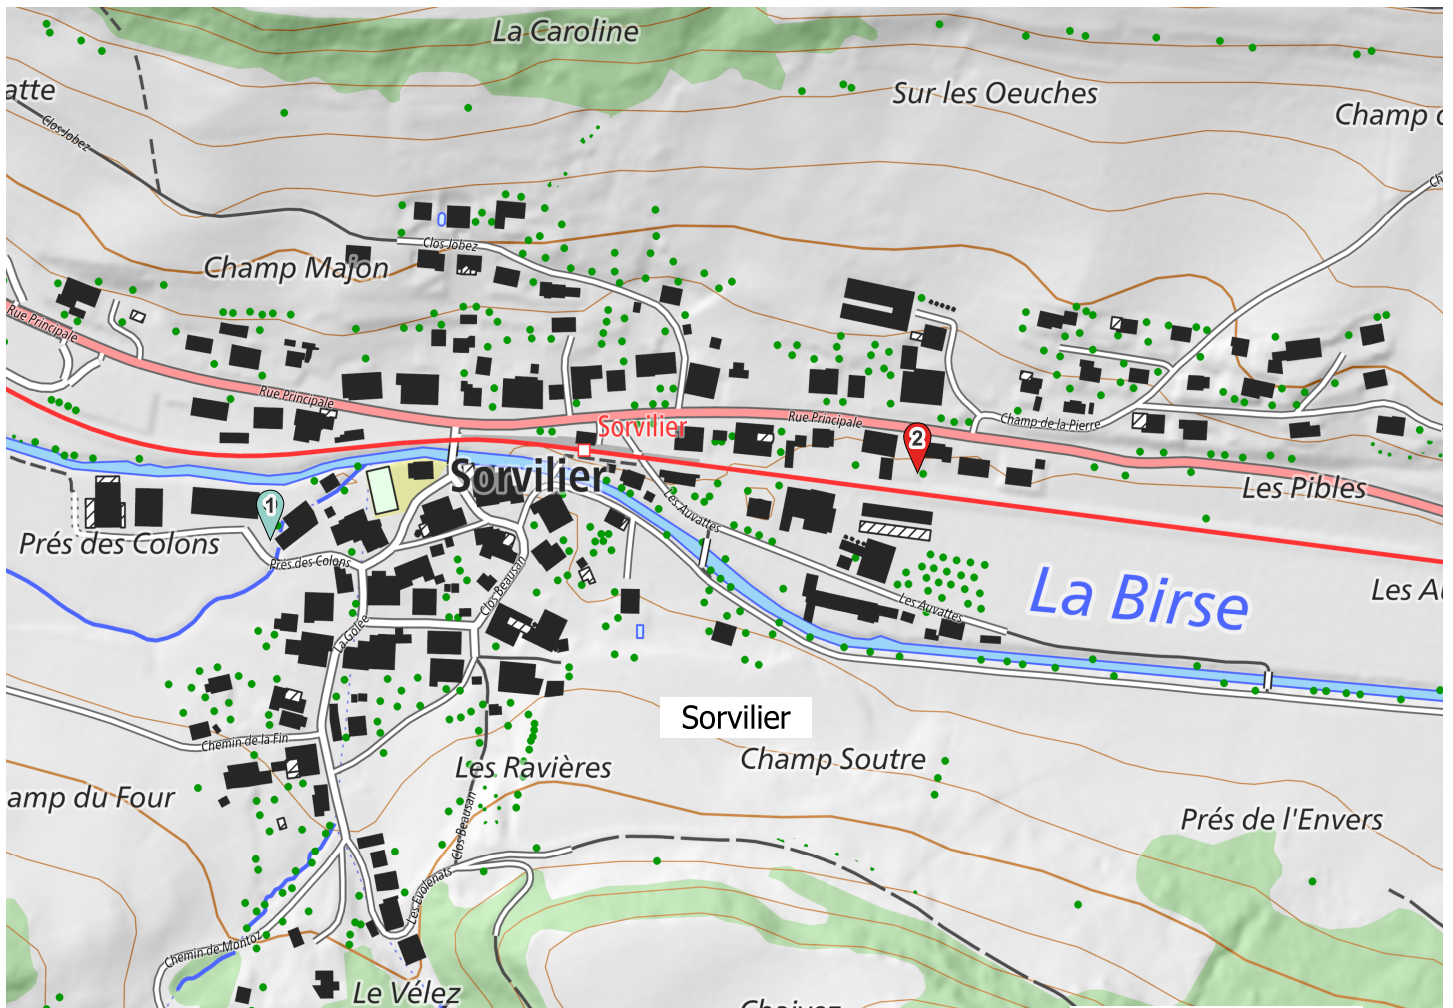 La Caroline
atte
Sur les Oeuches
Champ d
Clos-Jobez
Ch
Clos-Jobez
Champ Majon
Rue Principale
Rue Principale
Rue Principale
Champ de la Pierre
Sorvilier
2
Sorvilier
Les Pibles
Les Auvattes
1
Prés des Colons
Prés-des-Colons
Les Au
La Birse
Clos Beausan
Les Auvattes
La Golée
Sorvilier
Chemin-de-la-Fin
Champ Soutre
Les Ravières
amp du Four
Prés de l'Envers
Clos-Beausan
Les Evolenats
Chemin de Montoz
Le Vélez